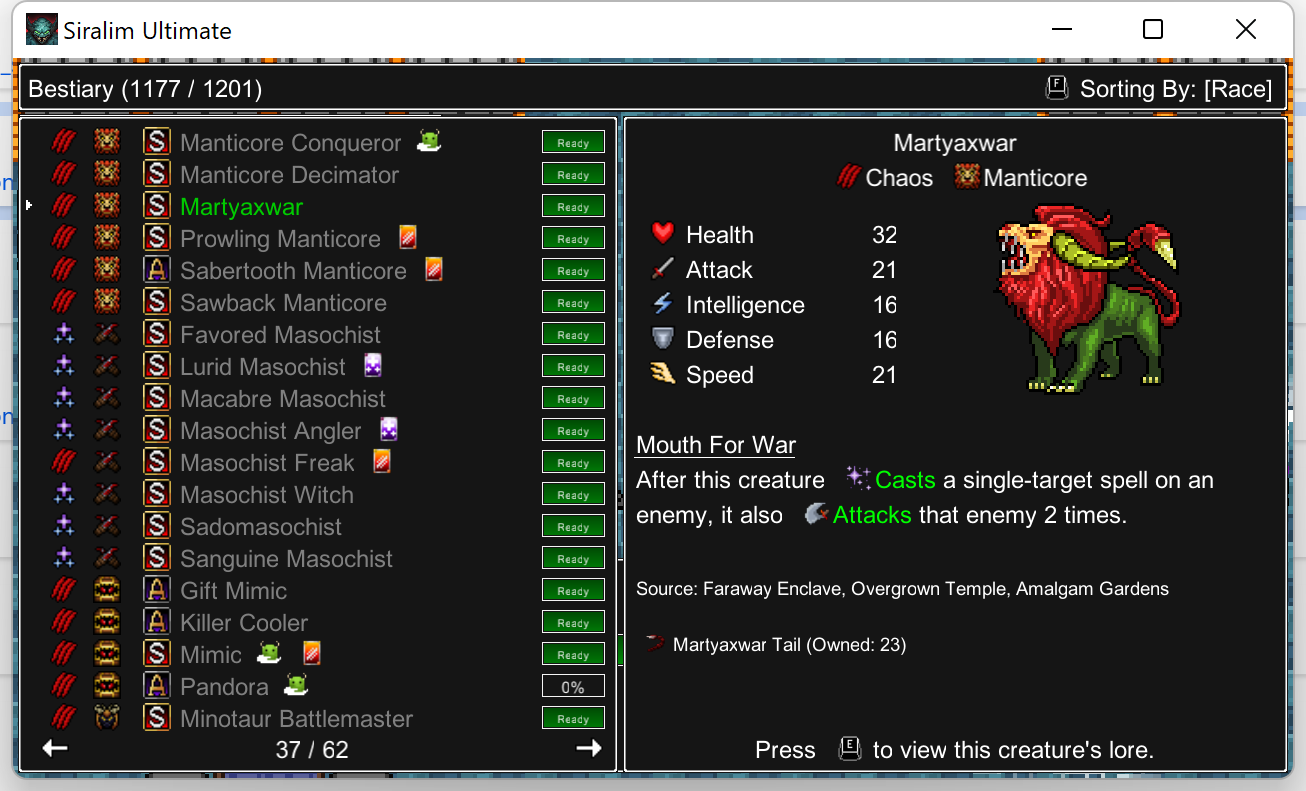 Siralim Ultimate
Bestiary (1177 / 1201)
F Sorting By: [Race]
S Manticore Conqueror Ready
S Manticore Decimator Ready
S Martyaxwar Ready
S Prowling Manticore Ready
A Sabertooth Manticore Ready
S Sawback Manticore Ready
S Favored Masochist Ready
S Lurid Masochist Ready
S Macabre Masochist Ready
S Masochist Angler Ready
S Masochist Freak Ready
S Masochist Witch Ready
S Sadomasochist Ready
S Sanguine Masochist Ready
A Gift Mimic Ready
A Killer Cooler Ready
S Mimic Ready
A Pandora 0%
S Minotaur Battlemaster Ready
37 / 62
Martyaxwar
Chaos Manticore
Health 32
Attack 21
Intelligence 16
Defense 16
Speed 21
Mouth For War
After this creature Casts a single-target spell on an
enemy, it also Attacks that enemy 2 times.
Source: Faraway Enclave, Overgrown Temple, Amalgam Gardens
Martyaxwar Tail (Owned: 23)
Press E to view this creature's lore.